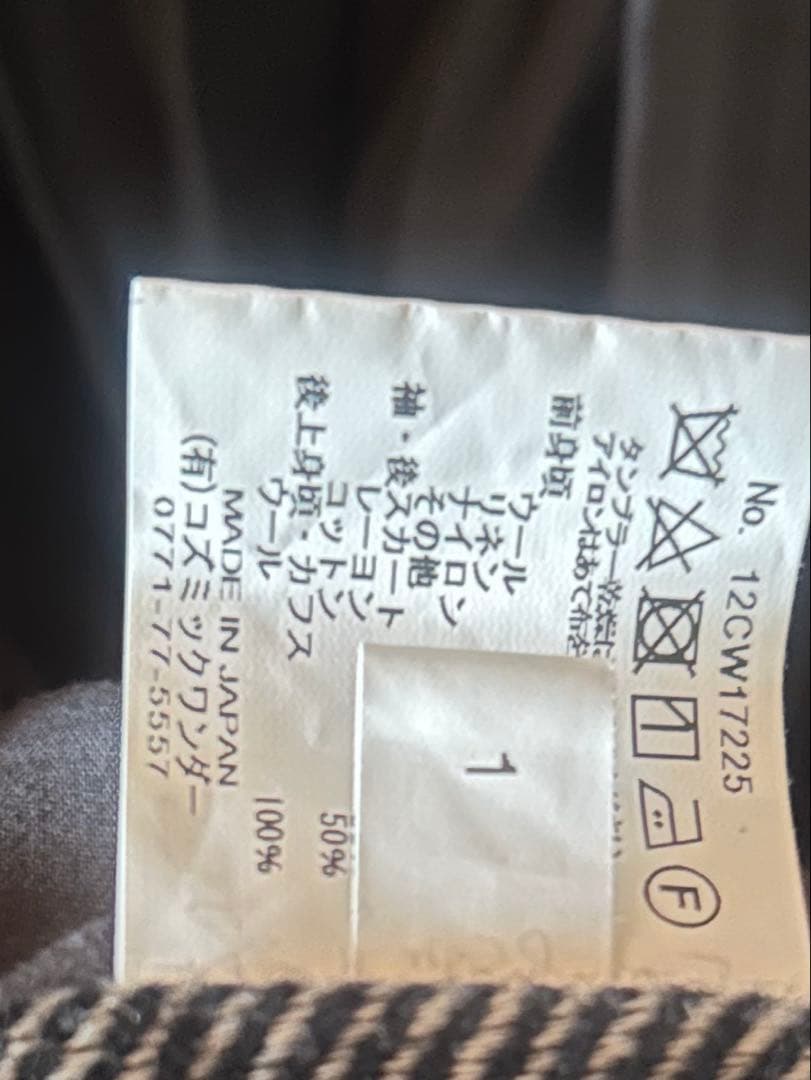 No. 12CW17225
F
タンブラー乾燥は
アイロンはあて布を
前身頃
ウール
リネン
ナイロン
その他
袖・後スカート
レーヨン
コットン 50%
後上身頃・カフス
ウール 100%
MADE IN JAPAN
(有)コズミックワンダー
0771-77-5557
1